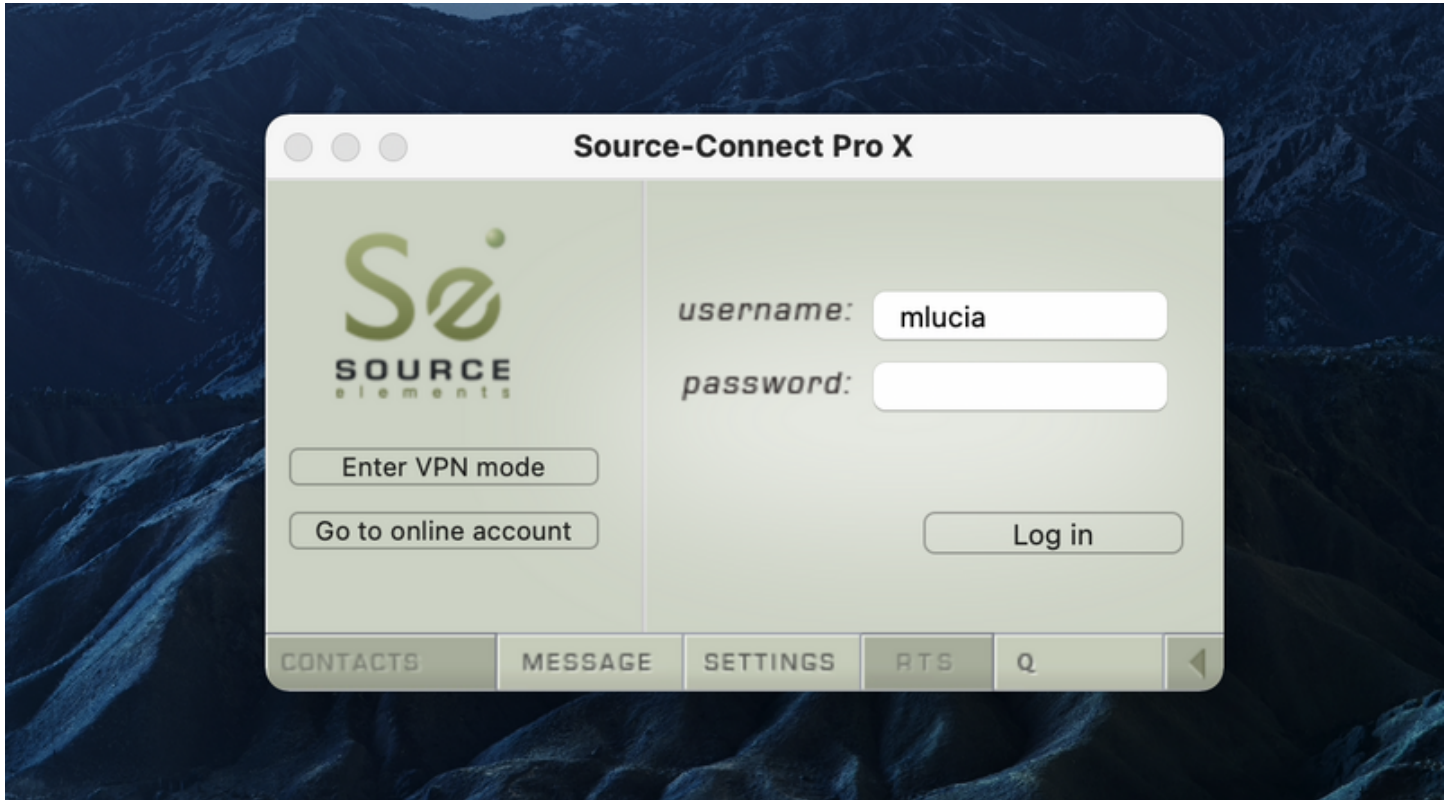 Source-Connect Pro X
Se
SOURCE
elements
username: mlucia
password:
Enter VPN mode
Go to online account
Log in
CONTACTS MESSAGE SETTINGS RTS Q